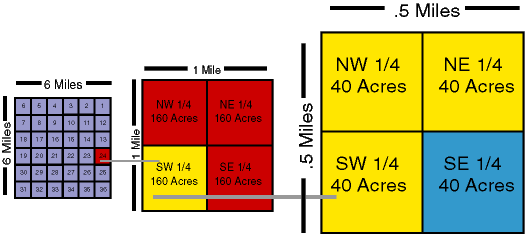 6 Miles
6 Miles
6 5 4 3 2 1
7 8 9 10 11 12
18 17 16 15 14 13
19 20 21 22 23
30 29 28 27 26 25
31 32 33 34 35 36
1 Mile
1 Mile
NW 1/4
160 Acres
NE 1/4
160 Acres
SW 1/4
160 Acres
SE 1/4
160 Acres
.5 Miles
.5 Miles
NW 1/4
40 Acres
NE 1/4
40 Acres
SW 1/4
40 Acres
SE 1/4
40 Acres